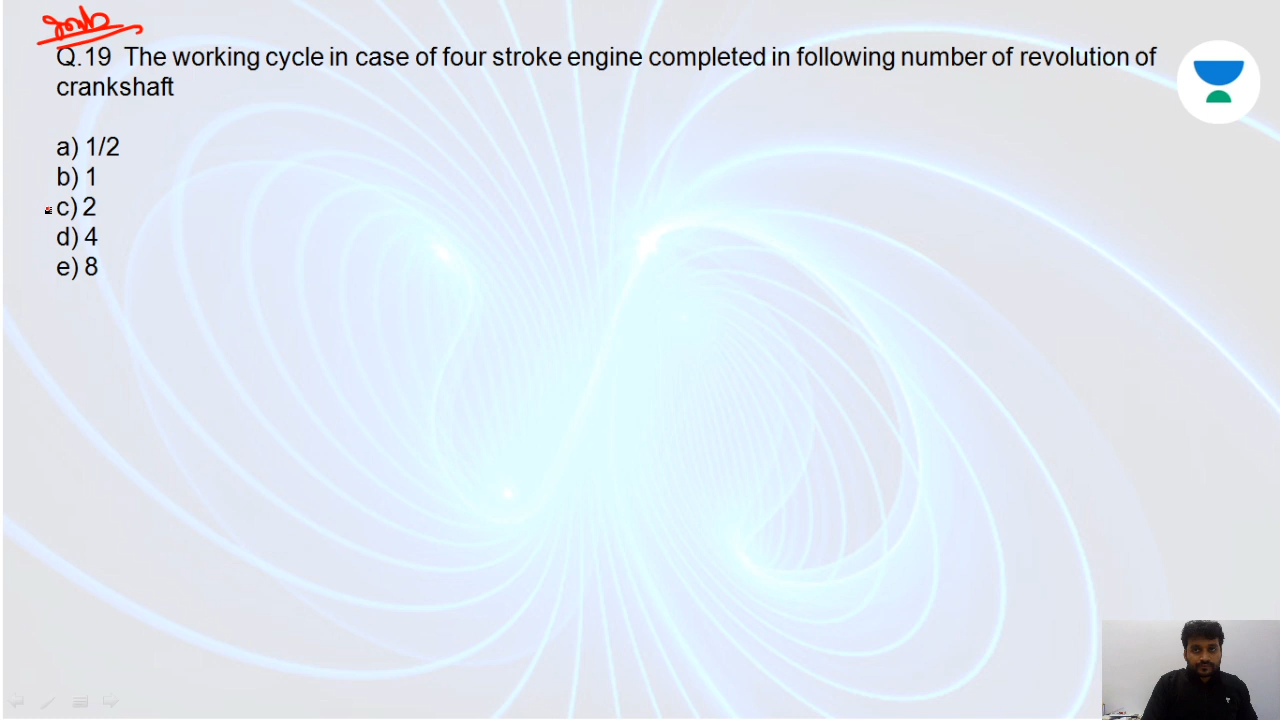 Q.19 The working cycle in case of four stroke engine completed in following number of revolution of
crankshaft
a) 1/2
b) 1
c) 2
d) 4
e) 8